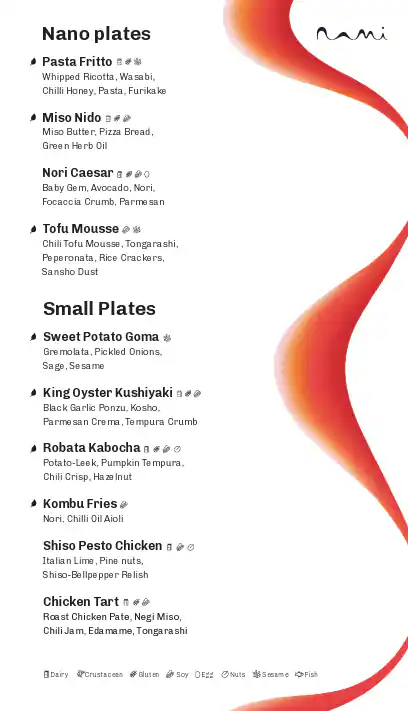 Nano plates
nami
Pasta Fritto
Whipped Ricotta, Wasabi,
Chilli Honey, Pasta, Furikake
Miso Nido
Miso Butter, Pizza Bread,
Green Herb Oil
Nori Caesar
Baby Gem, Avocado, Nori,
Focaccia Crumb, Parmesan
Tofu Mousse
Chili Tofu Mousse, Tongarashi,
Peperonata, Rice Crackers,
Sansho Dust
Small Plates
Sweet Potato Goma
Gremolata, Pickled Onions,
Sage, Sesame
King Oyster Kushiyaki
Black Garlic Ponzu, Kosho,
Parmesan Crema, Tempura Crumb
Robata Kabocha
Potato-Leek, Pumpkin Tempura,
Chili Crisp, Hazelnut
Kombu Fries
Nori, Chilli Oil Aioli
Shiso Pesto Chicken
Italian Lime, Pine nuts,
Shiso-Bellpepper Relish
Chicken Tart
Roast Chicken Pate, Negi Miso,
Chili Jam, Edamame, Tongarashi
Dairy Crustacean Gluten Soy Egg Nuts Sesame Fish